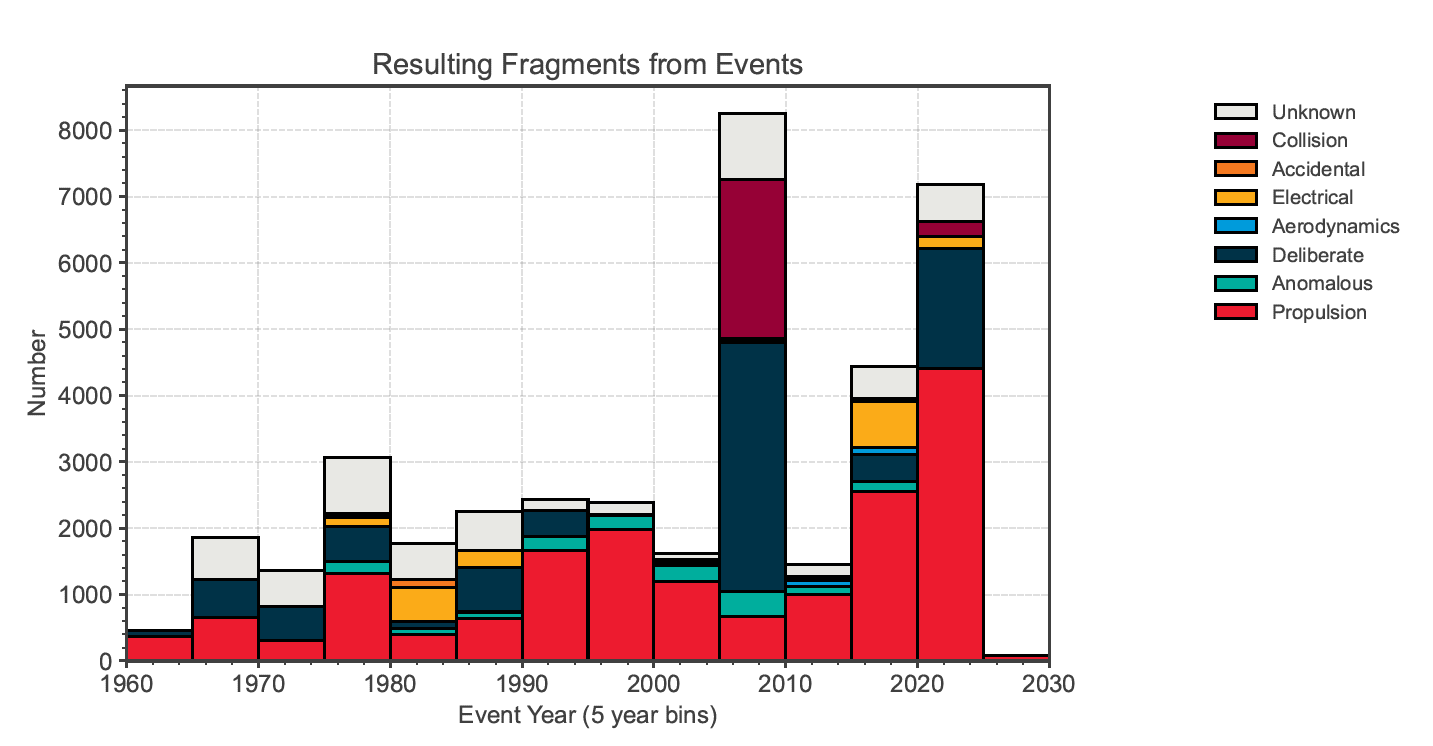 Resulting Fragments from Events
Unknown
Collision
Accidental
Electrical
Aerodynamics
Deliberate
Anomalous
Propulsion
Number
8000
7000
6000
5000
4000
3000
2000
1000
0
1960 1970 1980 1990 2000 2010 2020 2030
Event Year (5 year bins)